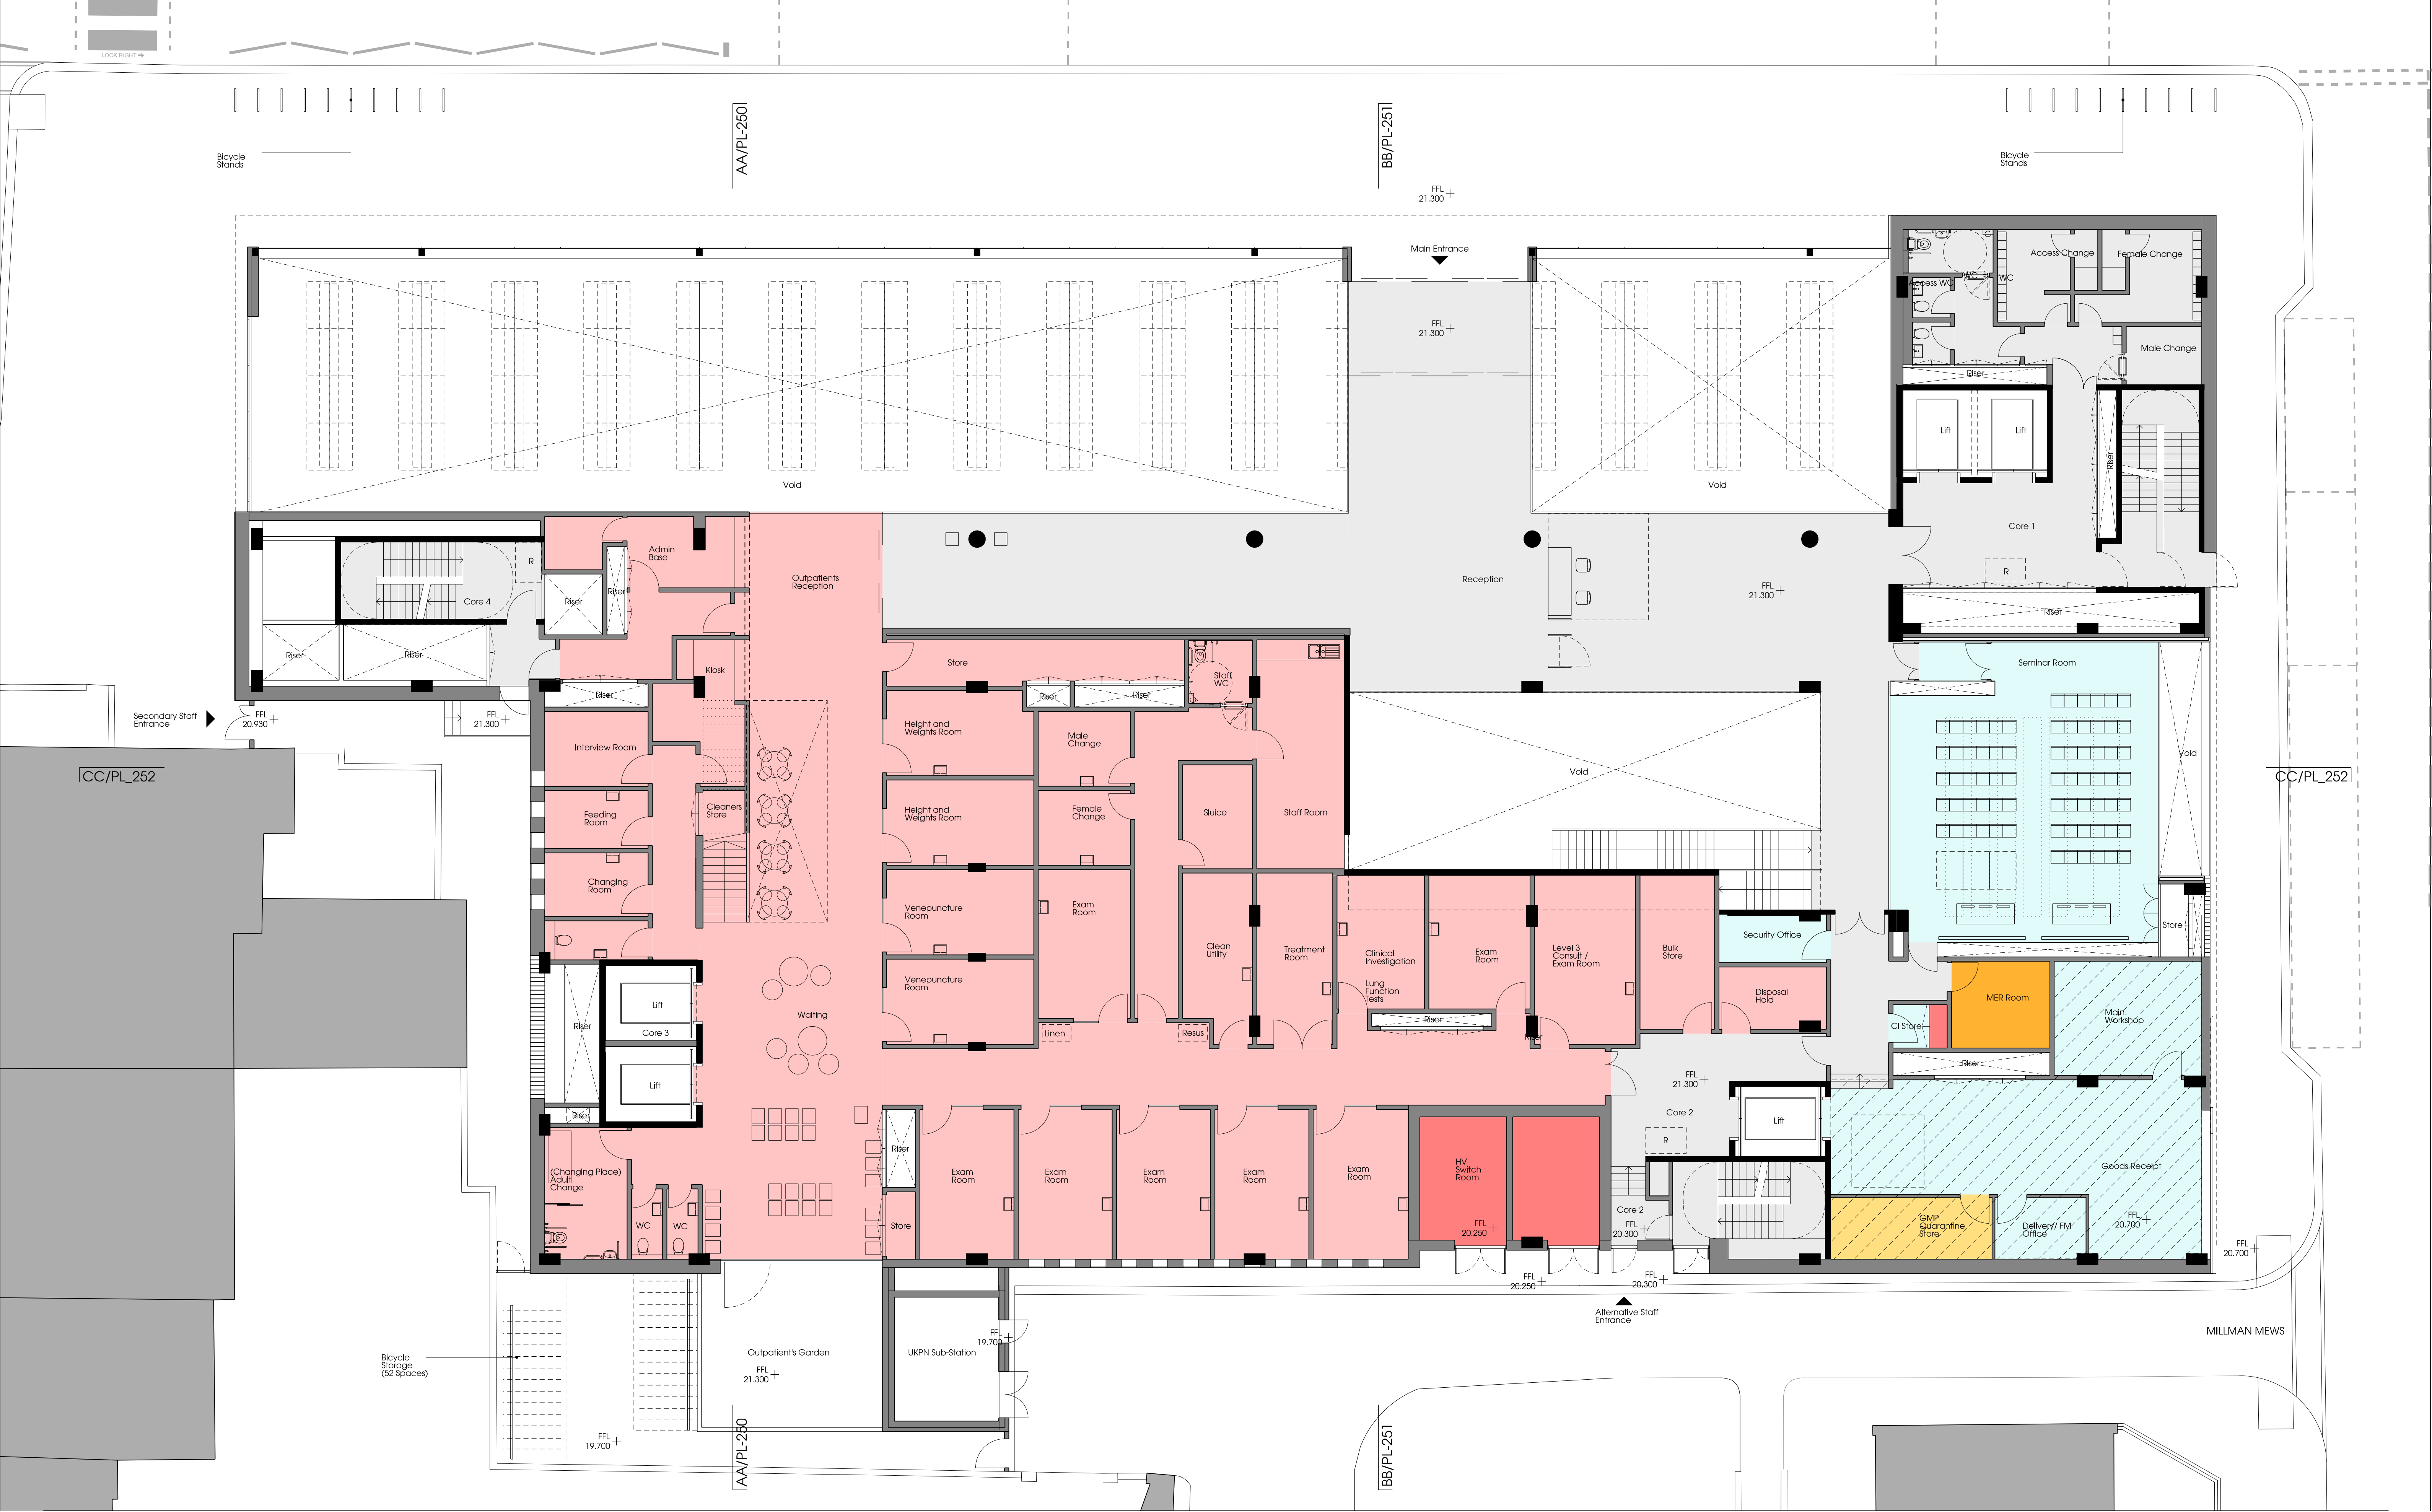 LOOK RIGHT
Bicycle
Stands
AA/PL-250
BB/PL-251
Bicycle
Stands
FFL
21.300
Main Entrance
FFL
21.300
Access WC
WC
WC
Access Change
Female Change
Male Change
Riser
Lift
Lift
Riser
Void
Void
Core 1
R
Riser
Admin
Base
Outpatients
Reception
Reception
FFL
21.300
R
Core 4
Riser
Riser
Riser
Riser
Riser
Kiosk
Store
Riser
Riser
Staff
WC
Seminar Room
Secondary Staff
Entrance
FFL
20.930
FFL
21.300
Interview Room
Height and
Weights Room
Male
Change
Void
Void
CC/PL_252
CC/PL_252
Feeding
Room
Cleaners
Store
Height and
Weights Room
Female
Change
Sluice
Staff Room
Changing
Room
Venepuncture
Room
Exam
Room
Clean
Utility
Treatment
Room
Clinical
Investigation
Lung
Function
Tests
Exam
Room
Level 3
Consult /
Exam Room
Bulk
Store
Security Office
Store
Venepuncture
Room
Disposal
Hold
MER Room
Main.
Workshop
Lift
Core 3
Riser
Waiting
Linen
Resus
Riser
Riser
CI Store
Riser
Lift
Riser
FFL
21.300
Core 2
R
Lift
Riser
(Changing Place)
Adult
Change
WC
WC
Store
Exam
Room
Exam
Room
Exam
Room
Exam
Room
Exam
Room
HV
Switch
Room
FFL
20.250
Core 2
FFL
20.300
Goods Receipt
GMP
Quarantine
Store
Delivery/ FM
Office
FFL
20.700
FFL
20.700
FFL
20.250
FFL
20.300
Alternative Staff
Entrance
MILLMAN MEWS
Bicycle
Storage
(52 Spaces)
Outpatient's Garden
FFL
21.300
UKPN Sub-Station
FFL
19.700
FFL
19.700
AA/PL-250
BB/PL-251